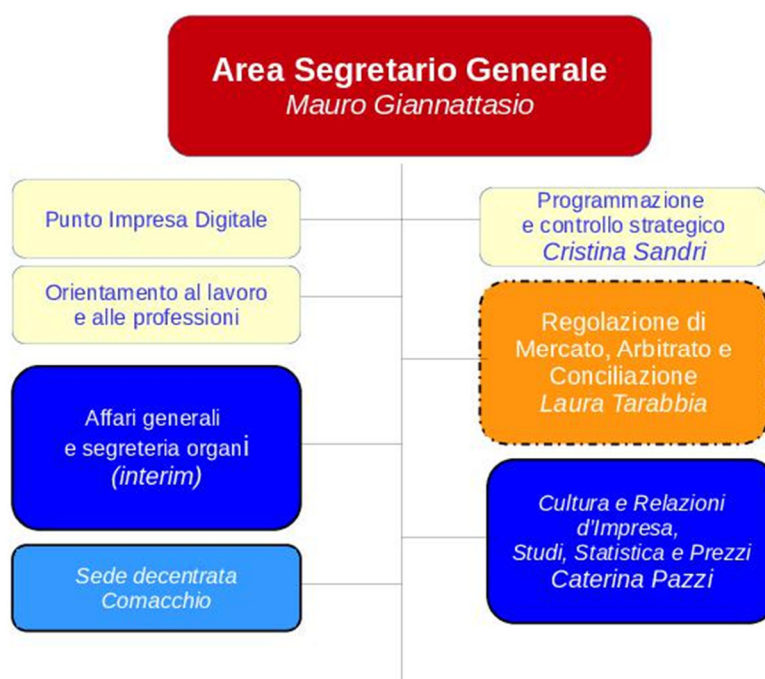 Area Segretario Generale
Mauro Giannattasio
Punto Impresa Digitale
Orientamento al lavoro
e alle professioni
Affari generali
e segreteria organi
(interim)
Sede decentrata
Comacchio
Programmazione
e controllo strategico
Cristina Sandri
Regolazione di
Mercato, Arbitrato e
Conciliazione
Laura Tarabbia
Cultura e Relazioni
d'Impresa,
Studi, Statistica e Prezzi
Caterina Pazzi